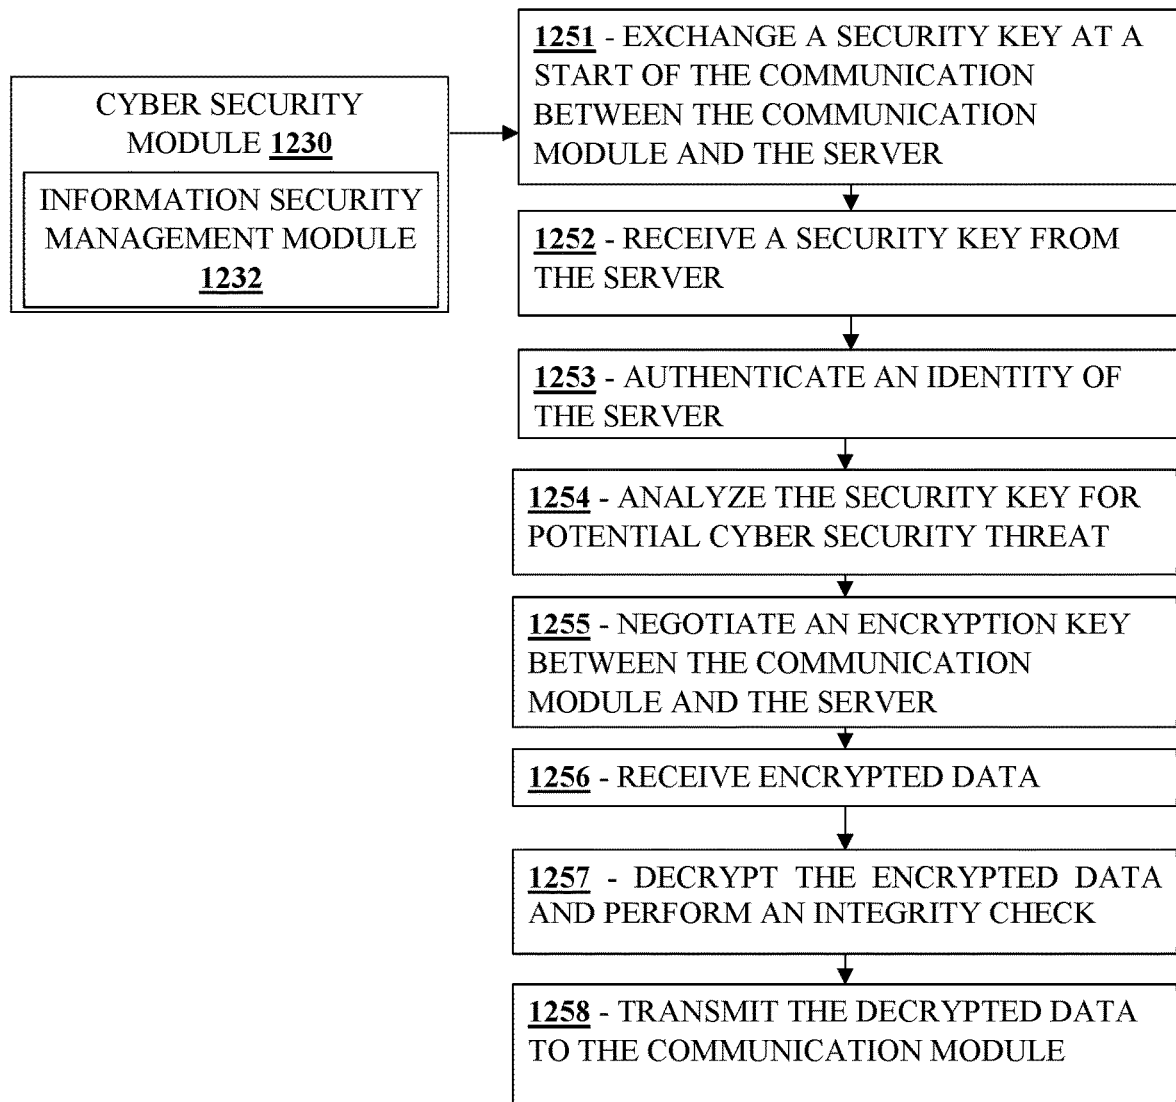 CYBER SECURITY
MODULE 1230
INFORMATION SECURITY
MANAGEMENT MODULE
1232
1251 - EXCHANGE A SECURITY KEY AT A
START OF THE COMMUNICATION
BETWEEN THE COMMUNICATION
MODULE AND THE SERVER
1252 - RECEIVE A SECURITY KEY FROM
THE SERVER
1253 - AUTHENTICATE AN IDENTITY OF
THE SERVER
1254 - ANALYZE THE SECURITY KEY FOR
POTENTIAL CYBER SECURITY THREAT
1255 - NEGOTIATE AN ENCRYPTION KEY
BETWEEN THE COMMUNICATION
MODULE AND THE SERVER
1256 - RECEIVE ENCRYPTED DATA
1257 - DECRYPT THE ENCRYPTED DATA
AND PERFORM AN INTEGRITY CHECK
1258 - TRANSMIT THE DECRYPTED DATA
TO THE COMMUNICATION MODULE